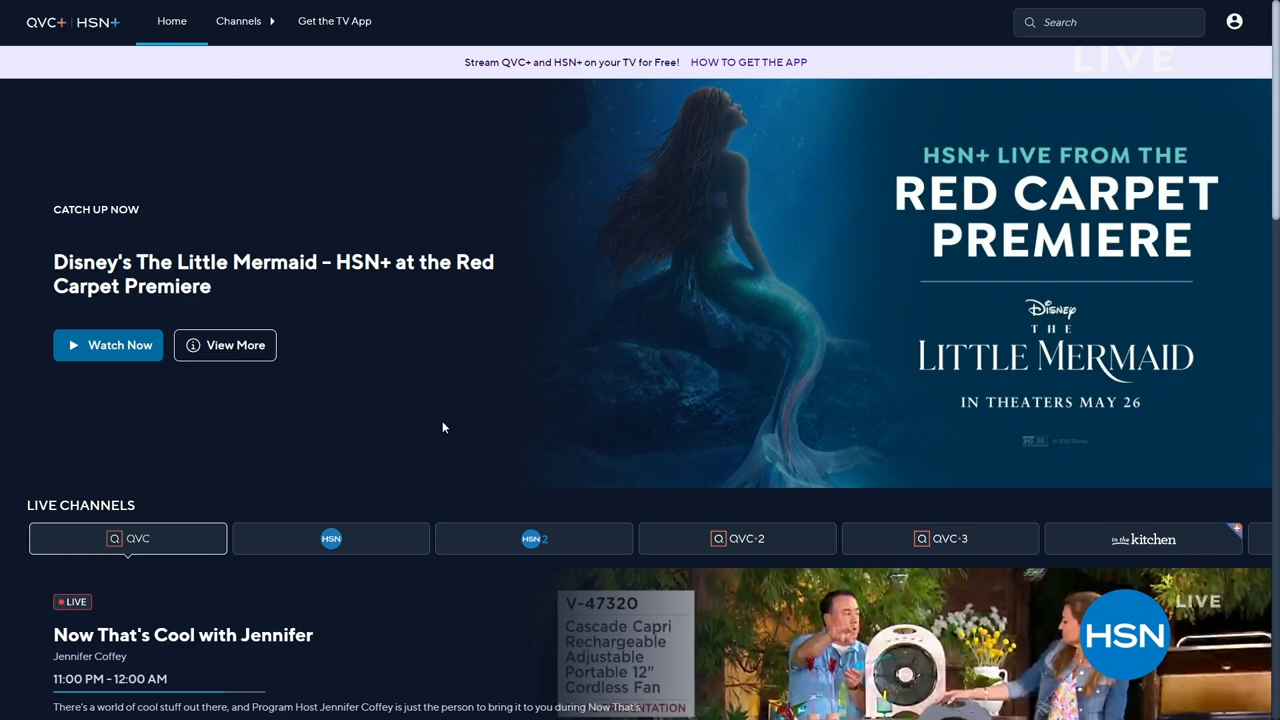 QVC+ | HSN+
Home
Channels
Get the TV App
Search
LIVE
Stream QVC+ and HSN+ on your TV for Free! HOW TO GET THE APP
CATCH UP NOW
Disney's The Little Mermaid - HSN+ at the Red
Carpet Premiere
Watch Now
View More
HSN+ LIVE FROM THE
RED CARPET
PREMIERE
Disney
THE
LITTLE MERMAID
IN THEATERS MAY 26
© 2023 Disney
LIVE CHANNELS
QVC
HSN
HSN2
QVC•2
QVC•3
in the kitchen
LIVE
Now That's Cool with Jennifer
Jennifer Coffey
11:00 PM - 12:00 AM
There's a world of cool stuff out there, and Program Host Jennifer Coffey is just the person to bring it to you during Now That's
V-47320
Cascade Capri
Rechargeable
Adjustable
Portable 12"
Cordless Fan
PRESENTATION
LIVE
HSN